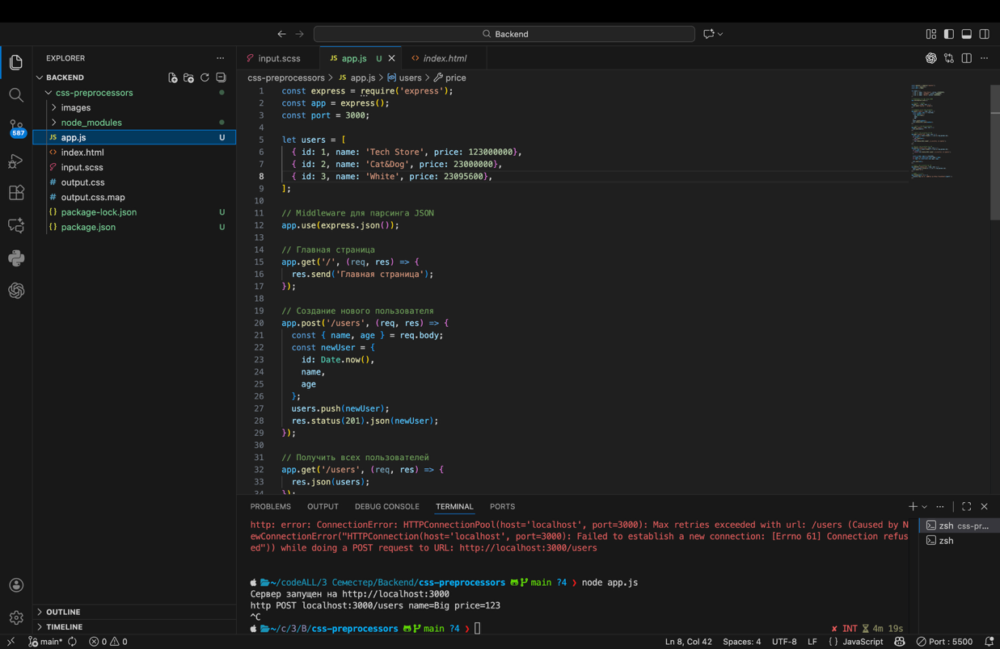 Backend
EXPLORER
BACKEND
css-preprocessors
images
node_modules
JS app.js U
<> index.html
input.scss
# output.css
# output.css.map
{} package-lock.json U
{} package.json U
OUTLINE
TIMELINE
587
input.scss
JS app.js U
<> index.html
css-preprocessors > JS app.js > users > price
1 const express = require('express');
2 const app = express();
3 const port = 3000;
4
5 let users = [
6 { id: 1, name: 'Tech Store', price: 123000000},
7 { id: 2, name: 'Cat&Dog', price: 23000000},
8 { id: 3, name: 'White', price: 23095600},
9 ];
10
11 // Middleware для парсинга JSON
12 app.use(express.json());
13
14 // Главная страница
15 app.get('/', (req, res) => {
16 res.send('Главная страница');
17 });
18
19 // Создание нового пользователя
20 app.post('/users', (req, res) => {
21 const { name, age } = req.body;
22 const newUser = {
23 id: Date.now(),
24 name,
25 age
26 };
27 users.push(newUser);
28 res.status(201).json(newUser);
29 });
30
31 // Получить всех пользователей
32 app.get('/users', (req, res) => {
33 res.json(users);
34 });
PROBLEMS OUTPUT DEBUG CONSOLE TERMINAL PORTS
http: error: ConnectionError: HTTPConnectionPool(host='localhost', port=3000): Max retries exceeded with url: /users (Caused by N
ewConnectionError("HTTPConnection(host='localhost', port=3000): Failed to establish a new connection: [Errno 61] Connection refus
ed")) while doing a POST request to URL: http://localhost:3000/users
~/codeALL/3 Семестр/Backend/css-preprocessors main ?4 ❯ node app.js
Сервер запущен на http://localhost:3000
http POST localhost:3000/users name=Big price=123
^C
~/c/3/B/css-preprocessors main ?4 ❯ ✘ INT 4m 19s
zsh css-pr...
zsh
main* 0 0 Ln 8, Col 42 Spaces: 4 UTF-8 LF {} JavaScript Port : 5500